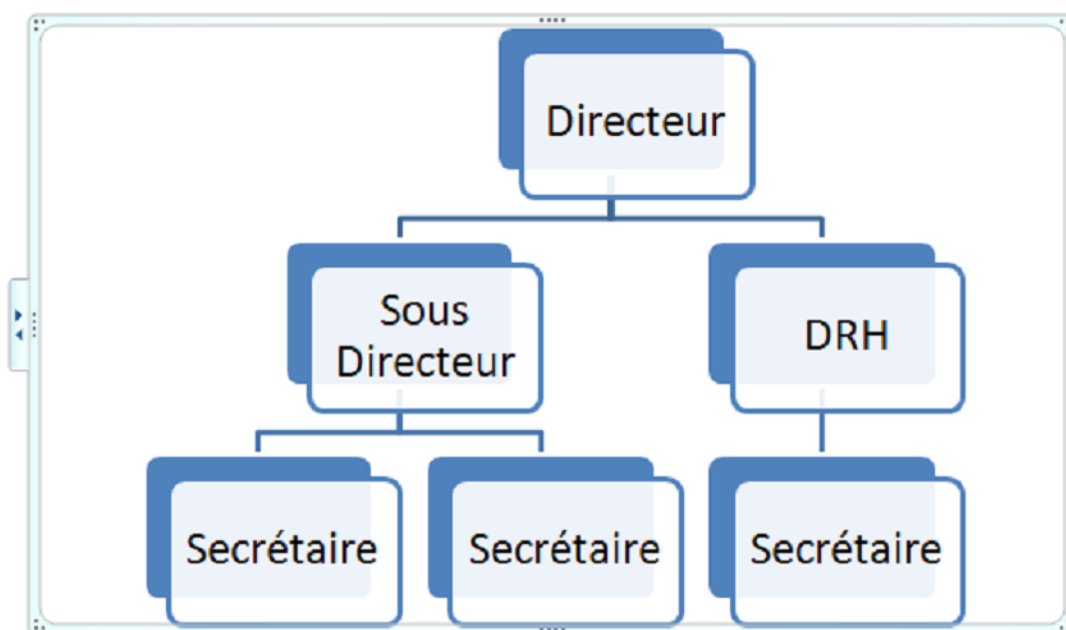 Directeur
Sous
Directeur
DRH
Secrétaire
Secrétaire
Secrétaire